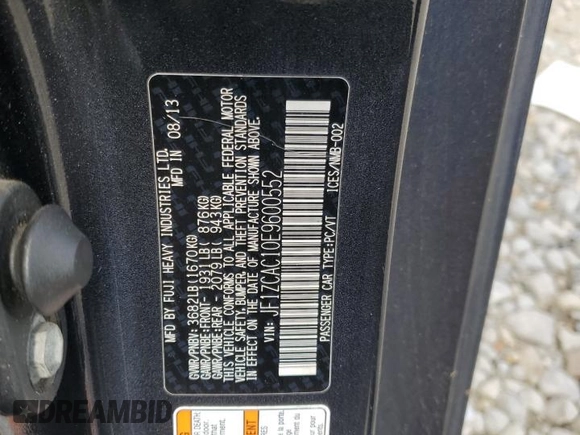 MFD BY FUJI HEAVY INDUSTRIES LTD.
MFD IN 08/13
GVWR/PNBV: 3682LB(1670KG)
GAWR/PNBE:FRONT- 1931LB( 876KG)
GAWR/PNBE:REAR - 2079LB( 943KG)
THIS VEHICLE CONFORMS TO ALL APPLICABLE FEDERAL MOTOR
VEHICLE SAFETY, BUMPER, AND THEFT PREVENTION STANDARDS
IN EFFECT ON THE DATE OF MANUFACTURE SHOWN ABOVE.
VIN: JF1ZCAC10E9600552
PASSENGER CAR TYPE:PC/VT ICES/NMB-002
DREAMBID